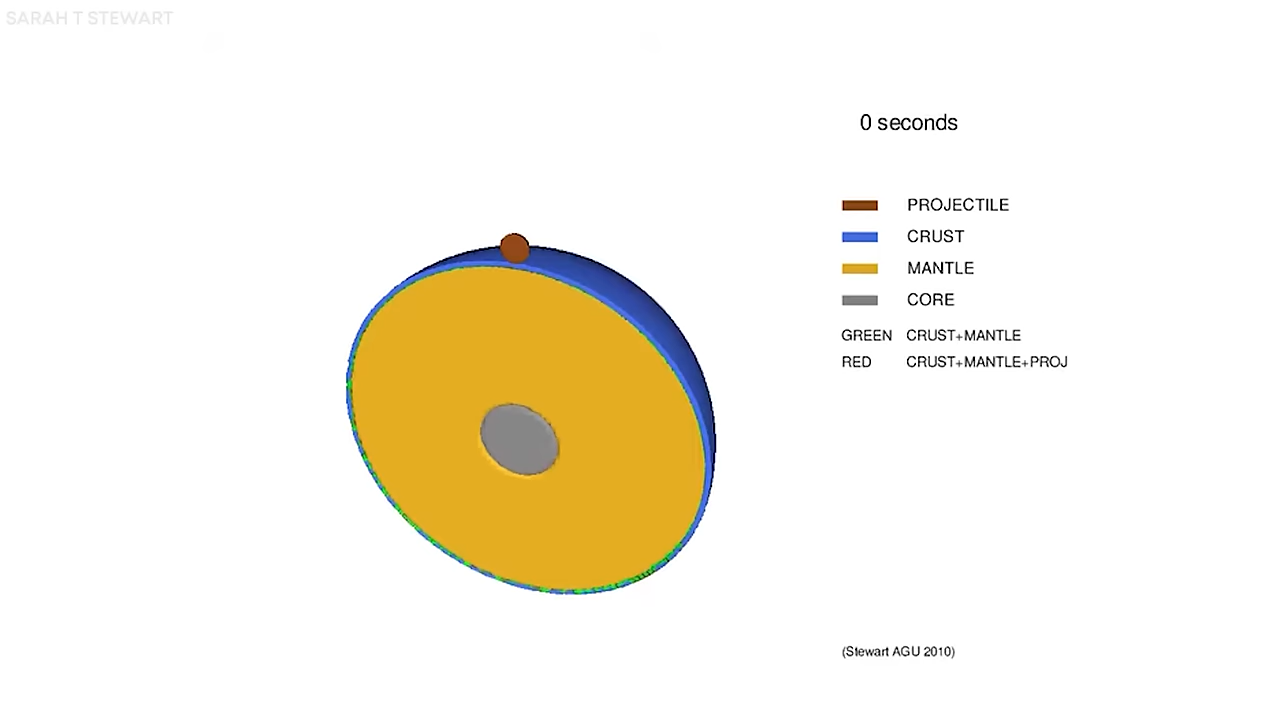 SARAH T STEWART
0 seconds
PROJECTILE
CRUST
MANTLE
CORE
GREEN CRUST+MANTLE
RED CRUST+MANTLE+PROJ
(Stewart AGU 2010)